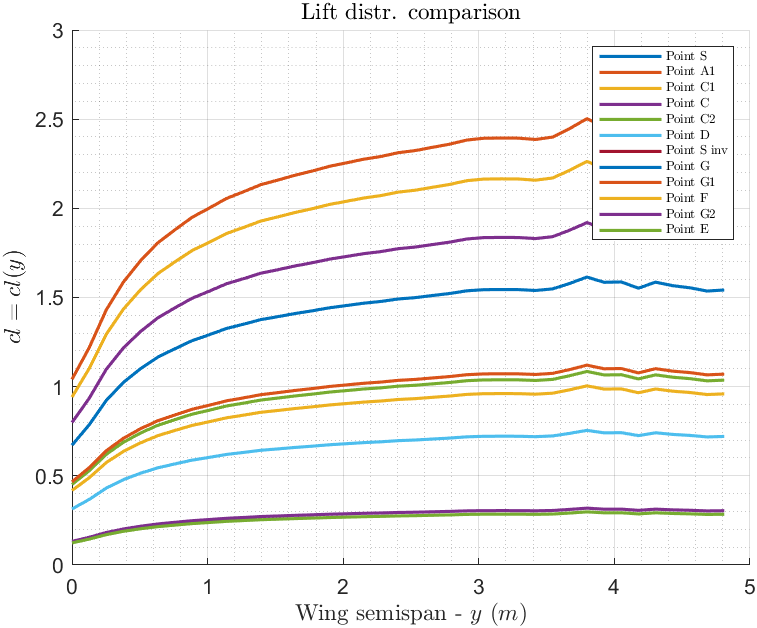 Lift distr. comparison
3
2.5
2
1.5
1
0.5
0
cl = cl(y)
Point S
Point A1
Point C1
Point C
Point C2
Point D
Point S inv
Point G
Point G1
Point F
Point G2
Point E
0 1 2 3 4 5
Wing semispan - y (m)